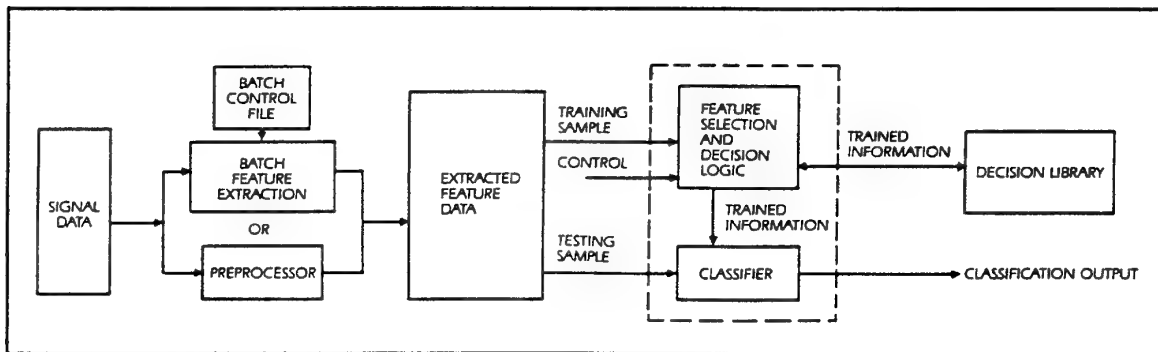 BATCH
CONTROL
FILE
SIGNAL
DATA
BATCH
FEATURE
EXTRACTION
OR
PREPROCESSOR
EXTRACTED
FEATURE
DATA
TRAINING
SAMPLE
CONTROL
TESTING
SAMPLE
FEATURE
SELECTION
AND
DECISION
LOGIC
TRAINED
INFORMATION
CLASSIFIER
TRAINED
INFORMATION
DECISION LIBRARY
CLASSIFICATION OUTPUT